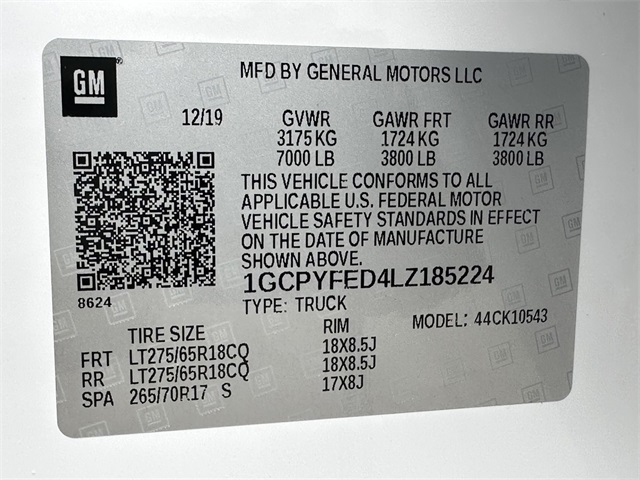 GM
MFD BY GENERAL MOTORS LLC
12/19 GVWR GAWR FRT GAWR RR
3175 KG 1724 KG 1724 KG
7000 LB 3800 LB 3800 LB
THIS VEHICLE CONFORMS TO ALL
APPLICABLE U.S. FEDERAL MOTOR
VEHICLE SAFETY STANDARDS IN EFFECT
ON THE DATE OF MANUFACTURE
SHOWN ABOVE.
8624 1GCPYFED4LZ185224
TYPE: TRUCK MODEL: 44CK10543
TIRE SIZE RIM
FRT LT275/65R18CQ 18X8.5J
RR LT275/65R18CQ 18X8.5J
SPA 265/70R17 S 17X8J